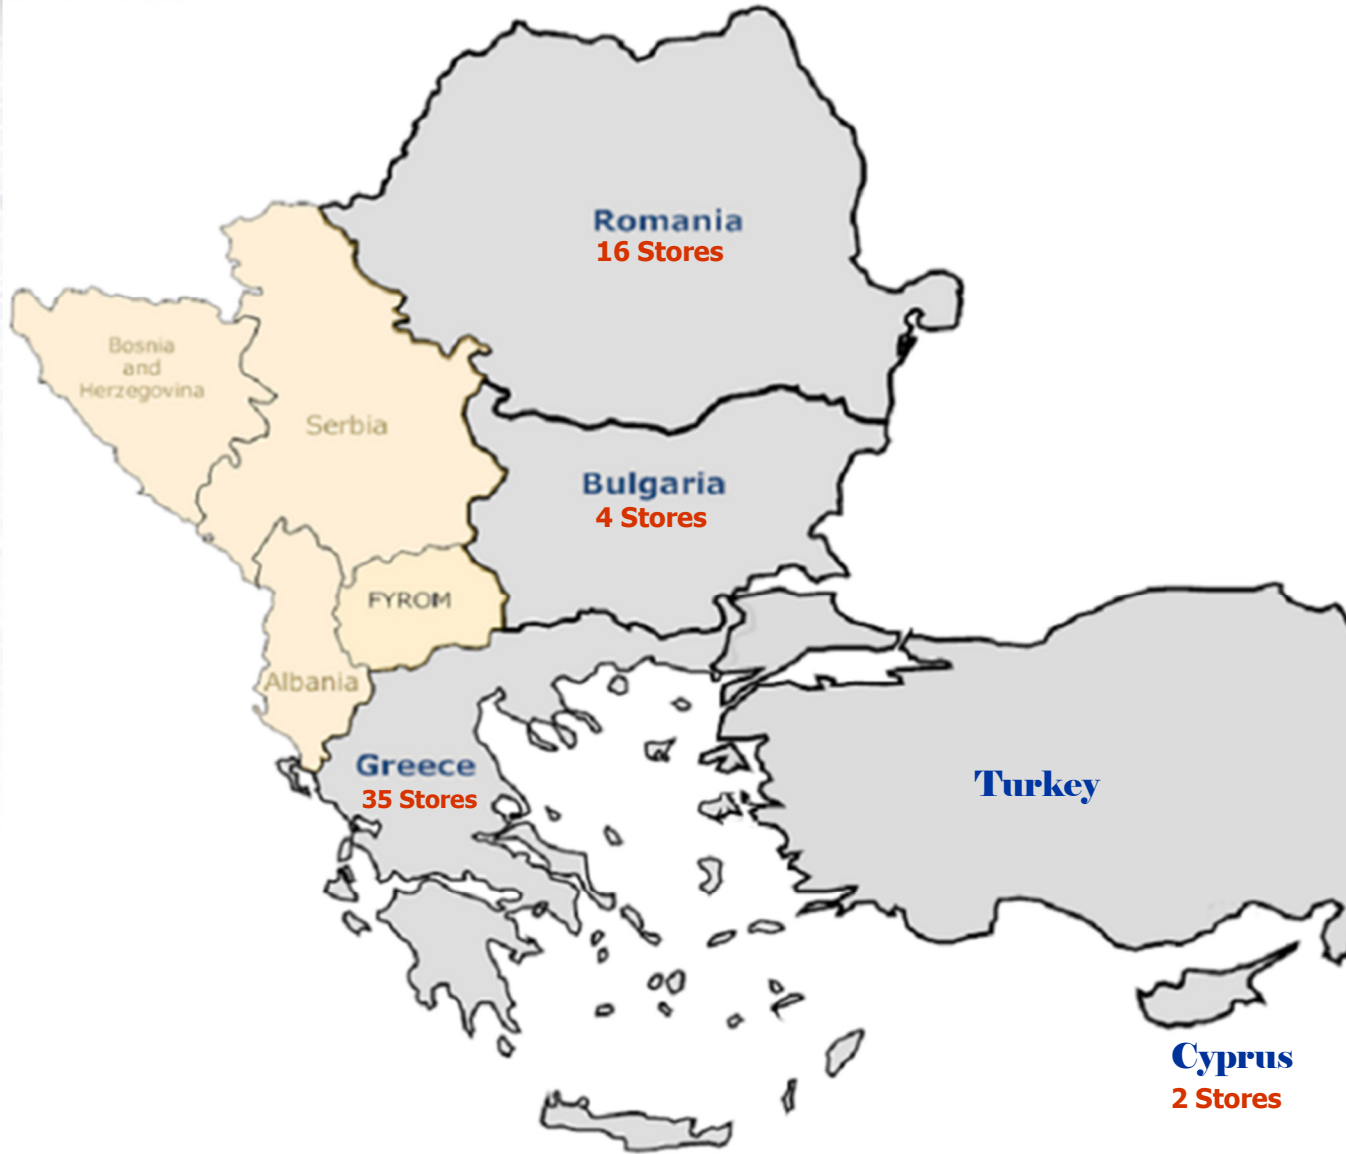 Romania
16 Stores
Bosnia
and
Herzegovina
Serbia
Bulgaria
4 Stores
FYROM
Albania
Greece
35 Stores
Turkey
Cyprus
2 Stores